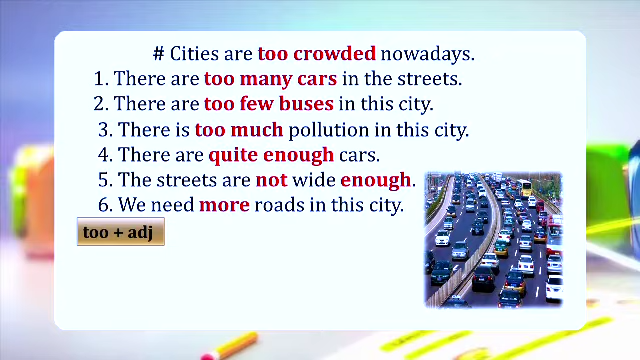 # Cities are too crowded nowadays.
1. There are too many cars in the streets.
2. There are too few buses in this city.
3. There is too much pollution in this city.
4. There are quite enough cars.
5. The streets are not wide enough.
6. We need more roads in this city.
too + adj